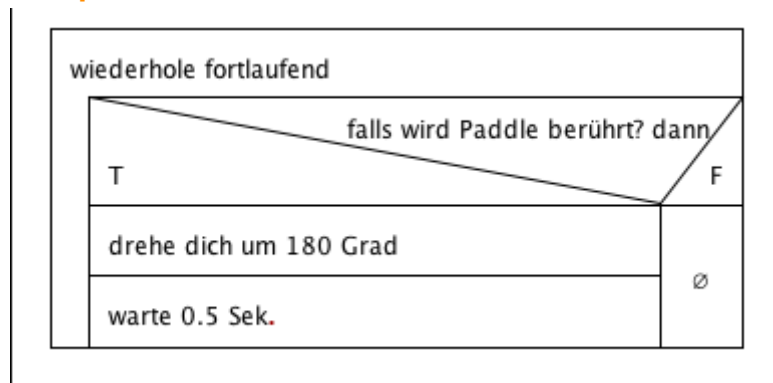 wiederhole fortlaufend
falls wird Paddle berührt? dann
T
F
drehe dich um 180 Grad
∅
warte 0.5 Sek.